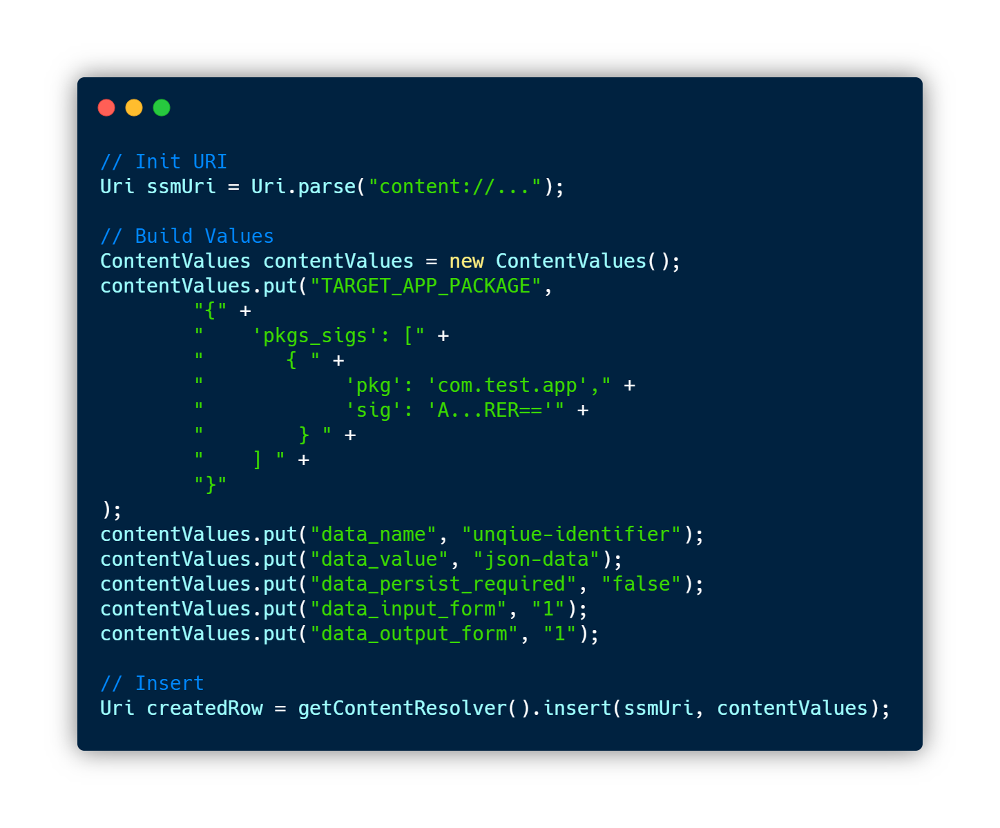 // Init URI
Uri ssmUri = Uri.parse("content://...");
// Build Values
ContentValues contentValues = new ContentValues();
contentValues.put("TARGET_APP_PACKAGE",
        "{" +
        "    'pkgs_sigs': [" +
        "       { " +
        "            'pkg': 'com.test.app'," +
        "            'sig': 'A...RER=='" +
        "        } " +
        "    ] " +
        "}"
);
contentValues.put("data_name", "unqiue-identifier");
contentValues.put("data_value", "json-data");
contentValues.put("data_persist_required", "false");
contentValues.put("data_input_form", "1");
contentValues.put("data_output_form", "1");
// Insert
Uri createdRow = getContentResolver().insert(ssmUri, contentValues);